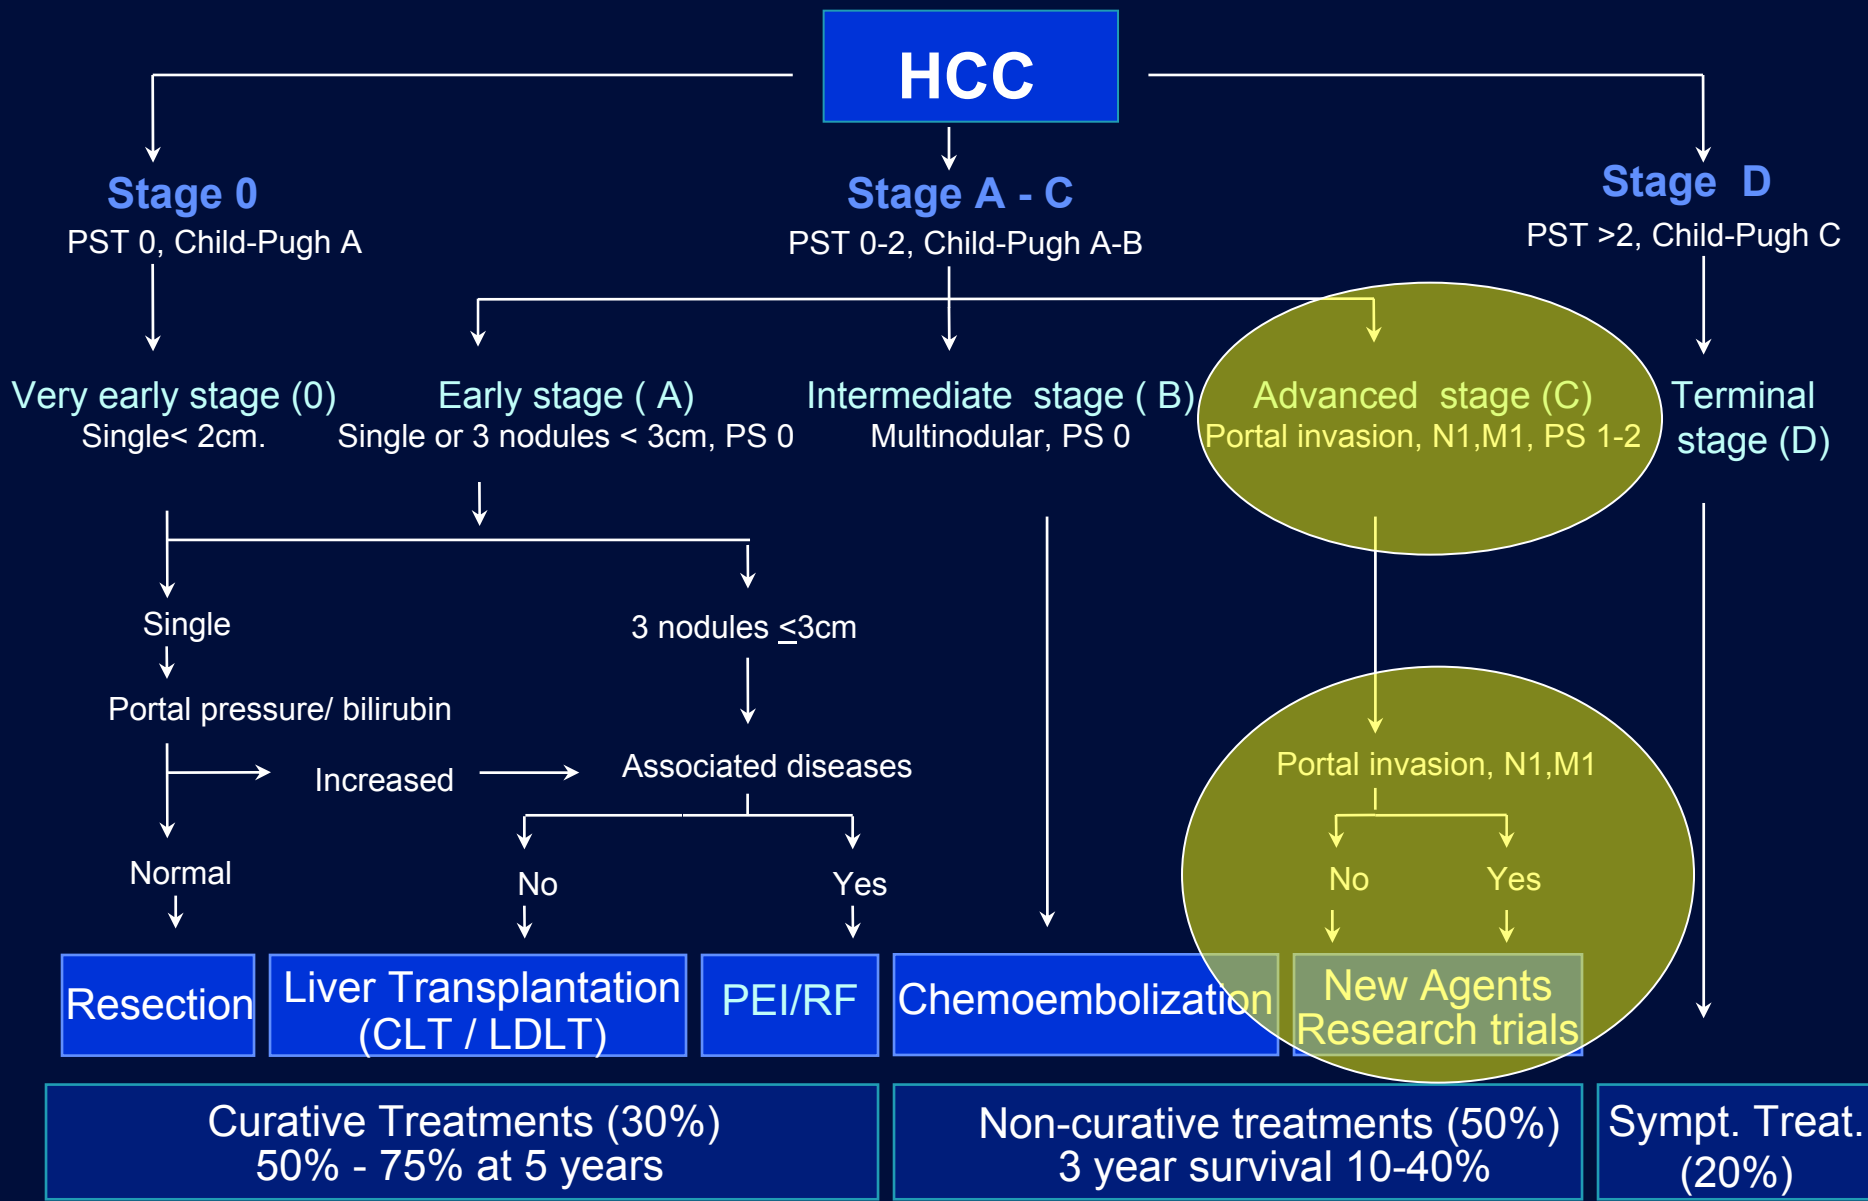 HCC
Stage 0
PST 0, Child-Pugh A
Stage A - C
PST 0-2, Child-Pugh A-B
Stage D
PST >2, Child-Pugh C
Very early stage (0)
Single< 2cm.
Early stage ( A)
Single or 3 nodules < 3cm, PS 0
Intermediate stage ( B)
Multinodular, PS 0
Advanced stage (C)
Portal invasion, N1,M1, PS 1-2
Terminal
stage (D)
Single
3 nodules <3cm
Portal pressure/ bilirubin
Increased
Associated diseases
Portal invasion, N1,M1
Normal
No
Yes
No
Yes
Resection
Liver Transplantation
(CLT / LDLT)
PEI/RF
Chemoembolization
New Agents
Research trials
Curative Treatments (30%)
50% - 75% at 5 years
Non-curative treatments (50%)
3 year survival 10-40%
Sympt. Treat.
(20%)